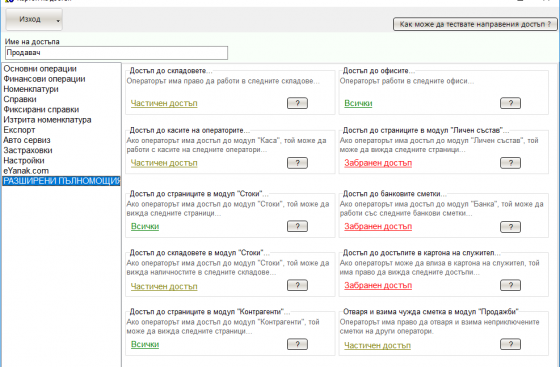 Изход
Как може да тествате направения достъп ?
Име на достъпа
Продавач
Основни операции
Финансови операции
Номенклатури
Справки
Фиксирани справки
Изтрита номенклатура
Експорт
Авто сервиз
Застраховки
Настройки
eYanak.com
РАЗШИРЕНИ ПЪЛНОМОЩИЯ
Достъп до складовете...
Операторът има право да работи в следните складове...
Частичен достъп
?
Достъп до офисите...
Операторът работи в следните офиси...
Всички
?
Достъп до касите на операторите...
Ако операторът има достъп до модул "Каса", той може да
работи с касите на следните оператори...
Частичен достъп
?
Достъп до страниците в модул "Личен състав"...
Ако операторът има достъп до модул "Личен състав", той
може да вижда следните страници...
Забранен достъп
?
Достъп до страниците в модул "Стоки"...
Ако операторът има достъп до модул "Стоки", той може да
вижда следните страници...
Всички
?
Достъп до банковите сметки...
Ако операторът има достъп до модул "Банка", той може да
работи със следните банкови сметки...
Забранен достъп
?
Достъп до складовете в модул "Стоки"...
Ако операторът има достъп до модул "Стоки", той може да
вижда наличностите в следните складове...
Частичен достъп
?
Достъп до достъпите в картона на служител...
Ако операторът може да влиза в картона на служител, той
има право да вижда следните достъпи...
Забранен достъп
?
Достъп до страниците в модул "Контрагенти"...
Ако операторът има достъп до модул "Контрагенти", той
може да вижда следните страници...
Всички
?
Отваря и взима чужда сметка в модул "Продажби"
Операторът има право да отваря и взима неприключените
сметки на други оператори.
Частичен достъп
?